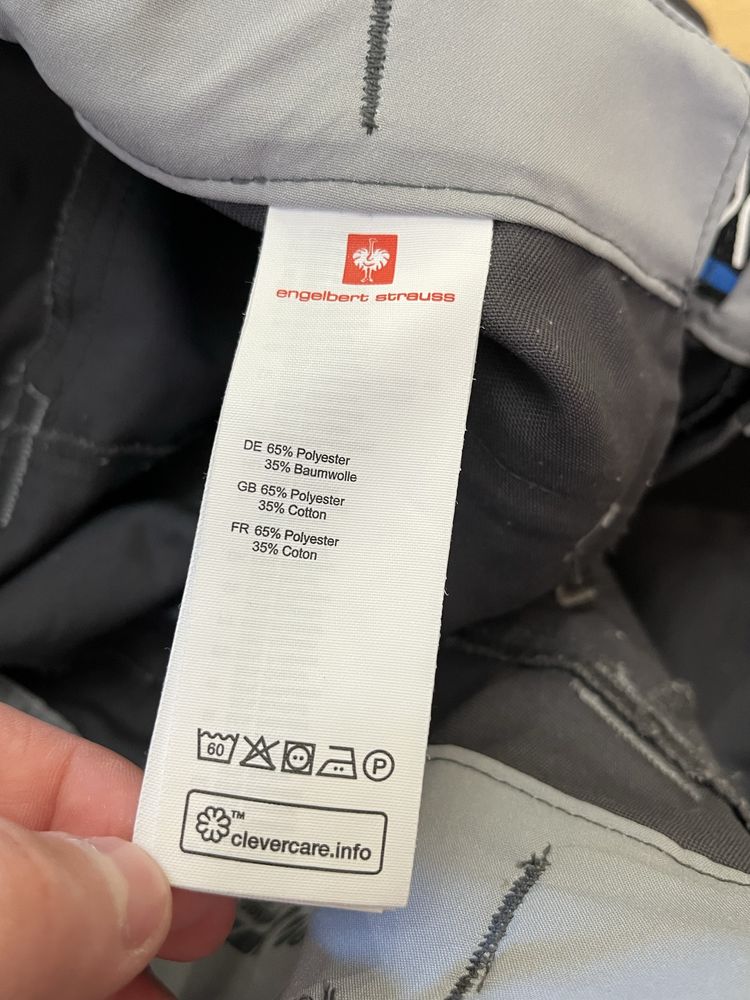 engelbert strauss
DE 65% Polyester
35% Baumwolle
GB 65% Polyester
35% Cotton
FR 65% Polyester
35% Coton
60 P
™
clevercare.info